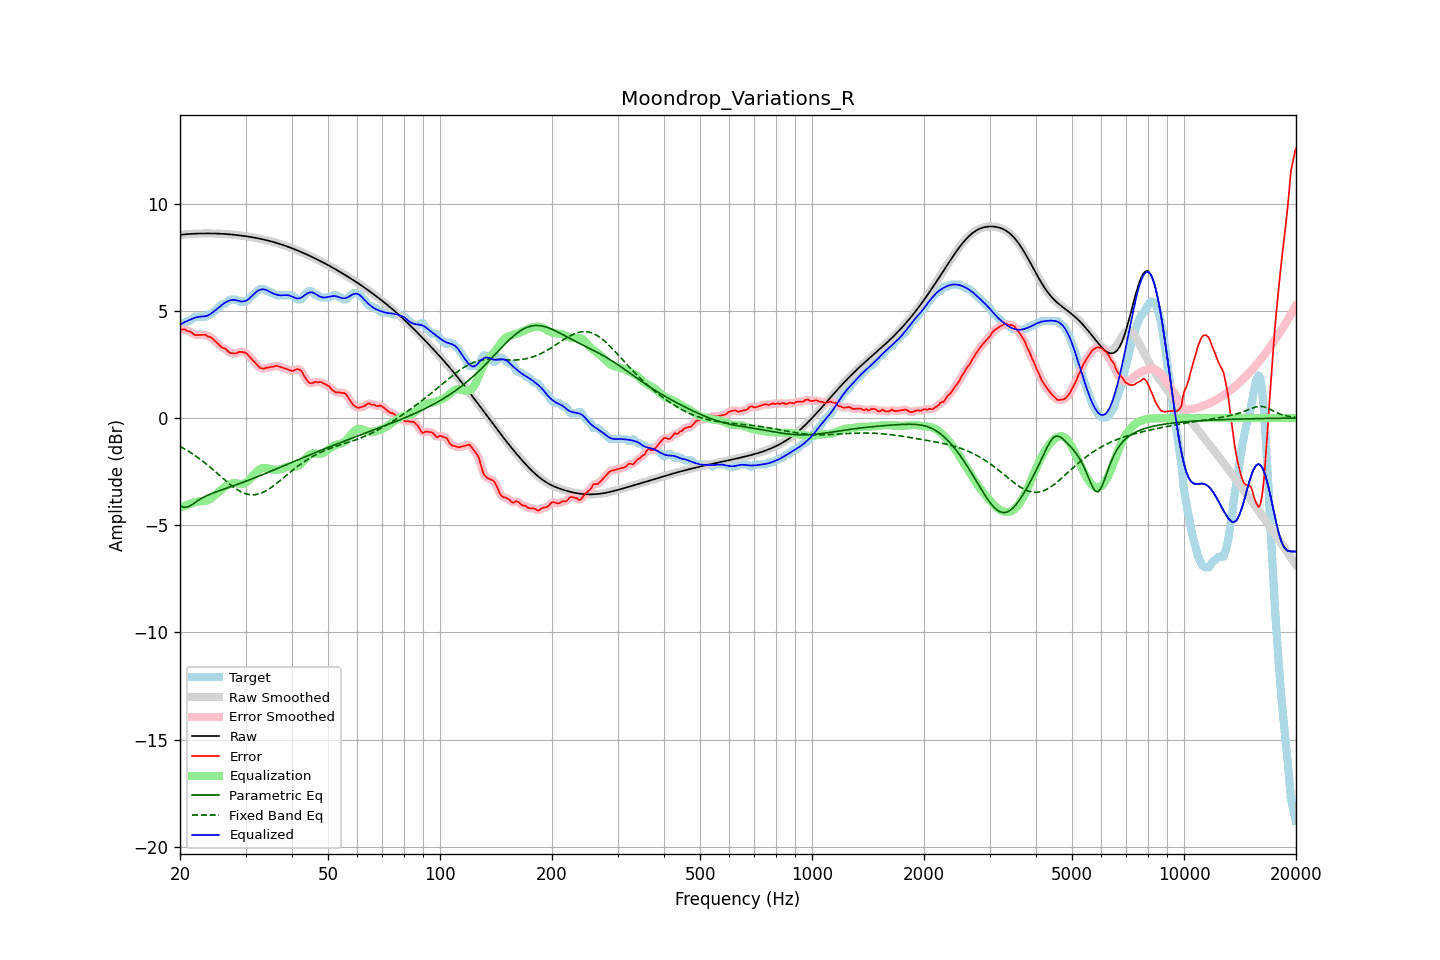 Moondrop_Variations_R
Amplitude (dBr)
10
5
0
−5
−10
−15
−20
Target
Raw Smoothed
Error Smoothed
Raw
Error
Equalization
Parametric Eq
Fixed Band Eq
Equalized
20 50 100 200 500 1000 2000 5000 10000 20000
Frequency (Hz)